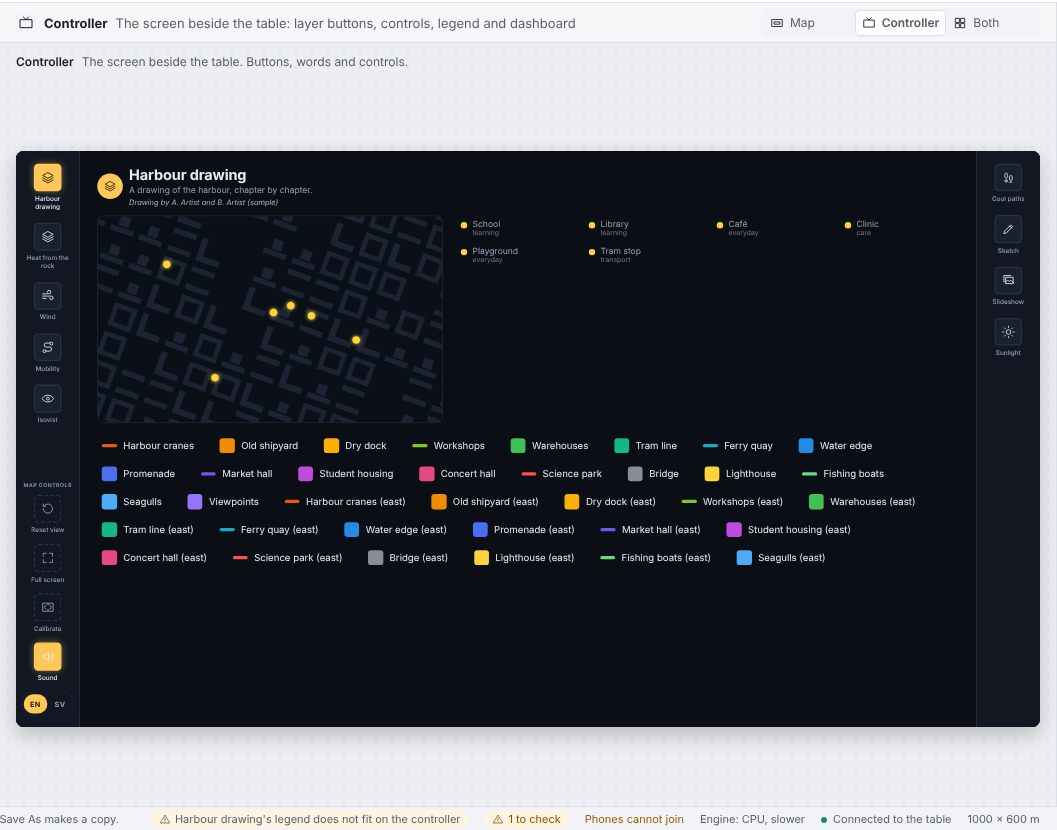 Controller The screen beside the table: layer buttons, controls, legend and dashboard Map Controller Both
Controller The screen beside the table. Buttons, words and controls.
Harbour drawing
Heat from the rock
Wind
Mobility
Isovist
MAP CONTROLS
Reset view
Full screen
Calibrate
Sound
EN SV
Harbour drawing
A drawing of the harbour, chapter by chapter.
Drawing by A. Artist and B. Artist (sample)
School Library Café Clinic
learning learning everyday care
Playground Tram stop
everyday transport
Harbour cranes Old shipyard Dry dock Workshops Warehouses Tram line Ferry quay Water edge
Promenade Market hall Student housing Concert hall Science park Bridge Lighthouse Fishing boats
Seagulls Viewpoints Harbour cranes (east) Old shipyard (east) Dry dock (east) Workshops (east) Warehouses (east)
Tram line (east) Ferry quay (east) Water edge (east) Promenade (east) Market hall (east) Student housing (east)
Concert hall (east) Science park (east) Bridge (east) Lighthouse (east) Fishing boats (east) Seagulls (east)
Cool paths
Sketch
Slideshow
Sunlight
Save As makes a copy. Harbour drawing's legend does not fit on the controller 1 to check Phones cannot join Engine: CPU, slower Connected to the table 1000 × 600 m